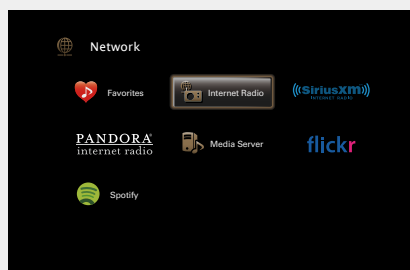 Network
Favorites
Internet Radio
((SiriusXM))
INTERNET RADIO
PANDORA®
internet radio
Media Server
flickr
Spotify